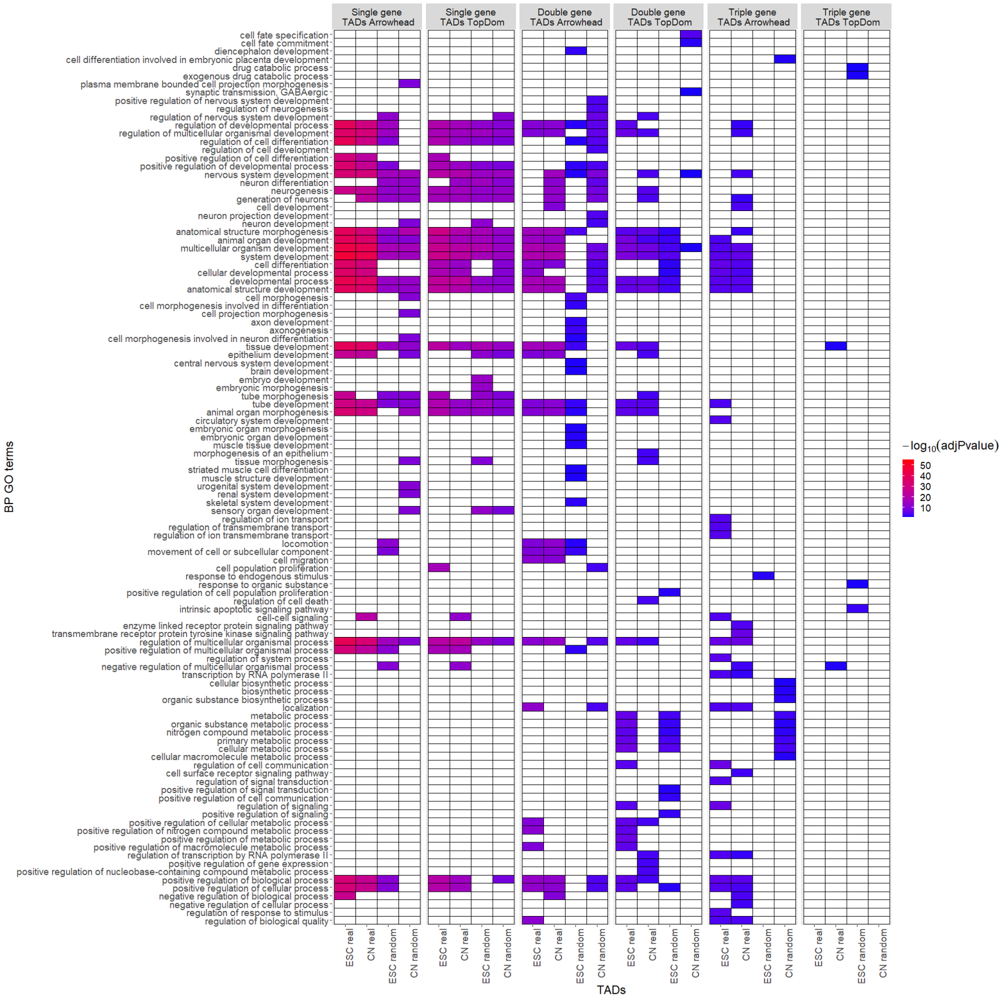 Single gene
TADs Arrowhead
Single gene
TADs TopDom
Double gene
TADs Arrowhead
Double gene
TADs TopDom
Triple gene
TADs Arrowhead
Triple gene
TADs TopDom
cell fate specification
cell fate commitment
diencephalon development
cell differentiation involved in embryonic placenta development
drug catabolic process
exogenous drug catabolic process
plasma membrane bounded cell projection morphogenesis
synaptic transmission, GABAergic
positive regulation of nervous system development
regulation of neurogenesis
regulation of nervous system development
regulation of developmental process
regulation of multicellular organismal development
regulation of cell differentiation
regulation of cell development
positive regulation of cell differentiation
positive regulation of developmental process
nervous system development
neuron differentiation
neurogenesis
generation of neurons
cell development
neuron projection development
neuron development
anatomical structure morphogenesis
animal organ development
multicellular organism development
system development
cell differentiation
cellular developmental process
developmental process
anatomical structure development
cell morphogenesis
cell morphogenesis involved in differentiation
cell projection morphogenesis
axon development
axonogenesis
cell morphogenesis involved in neuron differentiation
tissue development
epithelium development
central nervous system development
brain development
embryo development
embryonic morphogenesis
tube morphogenesis
tube development
animal organ morphogenesis
circulatory system development
embryonic organ morphogenesis
embryonic organ development
muscle tissue development
morphogenesis of an epithelium
tissue morphogenesis
striated muscle cell differentiation
muscle structure development
urogenital system development
renal system development
skeletal system development
sensory organ development
regulation of ion transport
regulation of transmembrane transport
regulation of ion transmembrane transport
locomotion
movement of cell or subcellular component
cell migration
cell population proliferation
response to endogenous stimulus
response to organic substance
positive regulation of cell population proliferation
regulation of cell death
intrinsic apoptotic signaling pathway
cell-cell signaling
enzyme linked receptor protein signaling pathway
transmembrane receptor protein tyrosine kinase signaling pathway
regulation of multicellular organismal process
positive regulation of multicellular organismal process
regulation of system process
negative regulation of multicellular organismal process
transcription by RNA polymerase II
cellular biosynthetic process
biosynthetic process
organic substance biosynthetic process
localization
metabolic process
organic substance metabolic process
nitrogen compound metabolic process
primary metabolic process
cellular metabolic process
cellular macromolecule metabolic process
regulation of cell communication
cell surface receptor signaling pathway
regulation of signal transduction
positive regulation of signal transduction
positive regulation of cell communication
regulation of signaling
positive regulation of signaling
positive regulation of cellular metabolic process
positive regulation of nitrogen compound metabolic process
positive regulation of metabolic process
positive regulation of macromolecule metabolic process
regulation of transcription by RNA polymerase II
positive regulation of gene expression
positive regulation of nucleobase-containing compound metabolic process
positive regulation of biological process
positive regulation of cellular process
negative regulation of biological process
negative regulation of cellular process
regulation of response to stimulus
regulation of biological quality
BP GO terms
ESC real
CN real
ESC random
CN random
ESC real
CN real
ESC random
CN random
ESC real
CN real
ESC random
CN random
ESC real
CN real
ESC random
CN random
ESC real
CN real
ESC random
CN random
ESC real
CN real
ESC random
CN random
TADs
−log₁₀(adjPvalue)
50
40
30
20
10